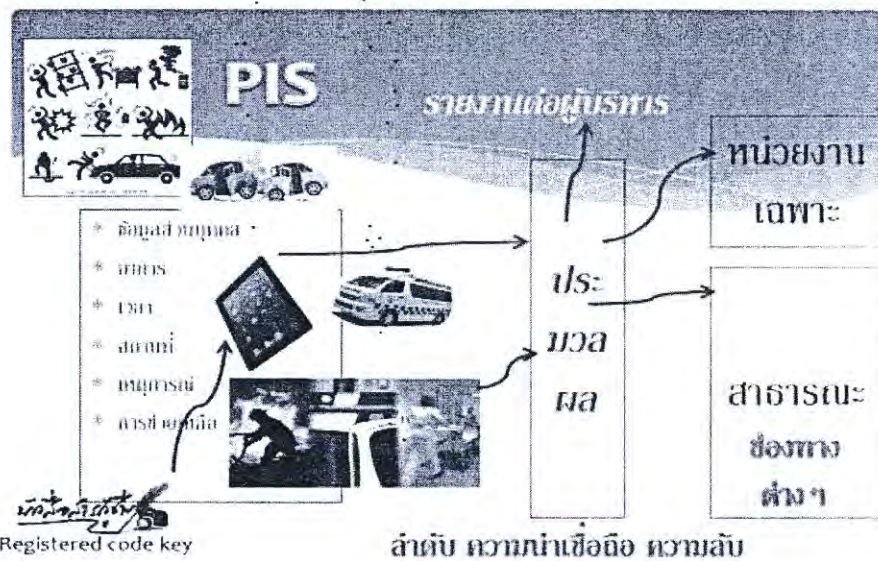 PIS
รายงานต่อผู้บริหาร
หน่วยงาน
เฉพาะ
ข้อมูลส่วนบุคคล
อาการ
เวลา
สถานที่
เหตุการณ์
การช่วยเหลือ
ประ
มวล
ผล
สาธารณะ
ช่องทาง
ต่างๆ
Registered code key
ลำดับ ความน่าเชื่อถือ ความลับ